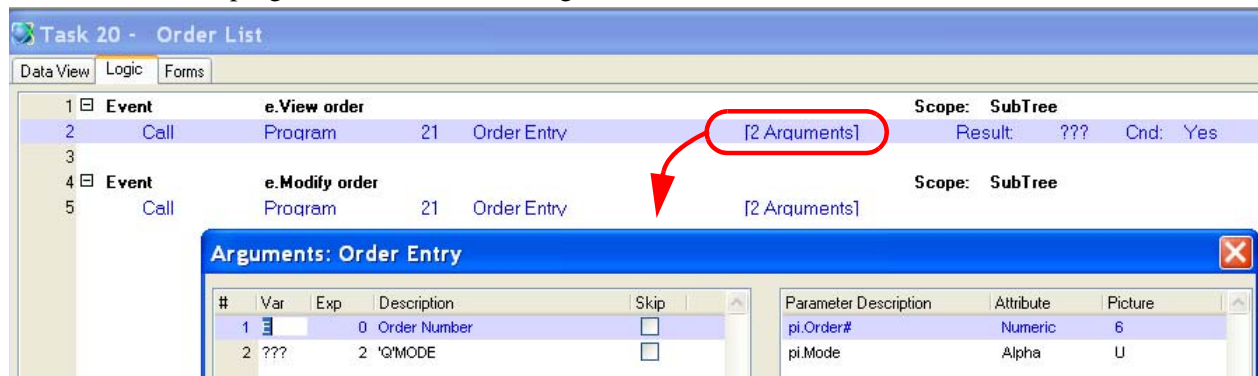 Task 20 - Order List
Data View Logic Forms
1 Event e.View order Scope: SubTree
2 Call Program 21 Order Entry [2 Arguments] Result: ??? Cnd: Yes
3
4 Event e.Modify order Scope: SubTree
5 Call Program 21 Order Entry [2 Arguments]
Arguments: Order Entry
# Var Exp Description Skip Parameter Description Attribute Picture
1 0 Order Number pi.Order# Numeric 6
2 ??? 2 'Q'MODE pi.Mode Alpha U